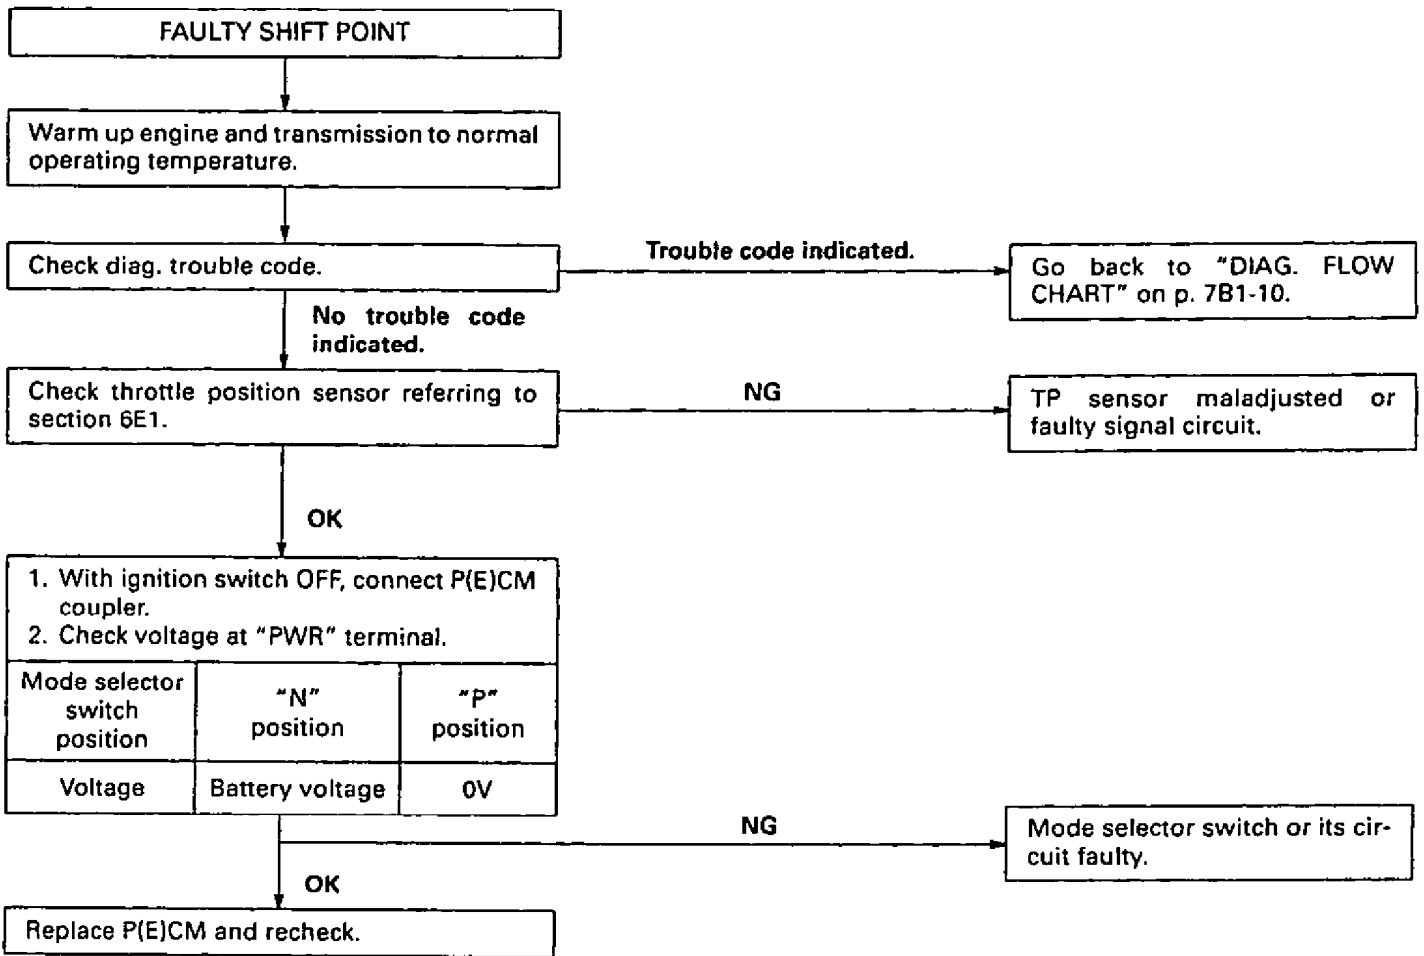 FAULTY SHIFT POINT
Warm up engine and transmission to normal
operating temperature.
Check diag. trouble code.
Trouble code indicated.
Go back to "DIAG. FLOW
CHART" on p. 7B1-10.
No trouble code
indicated.
Check throttle position sensor referring to
section 6E1.
NG
TP sensor maladjusted or
faulty signal circuit.
OK
1. With ignition switch OFF, connect P(E)CM
coupler.
2. Check voltage at "PWR" terminal.
Mode selector
switch
position
"N"
position
"P"
position
Voltage
Battery voltage
0V
NG
Mode selector switch or its cir-
cuit faulty.
OK
Replace P(E)CM and recheck.